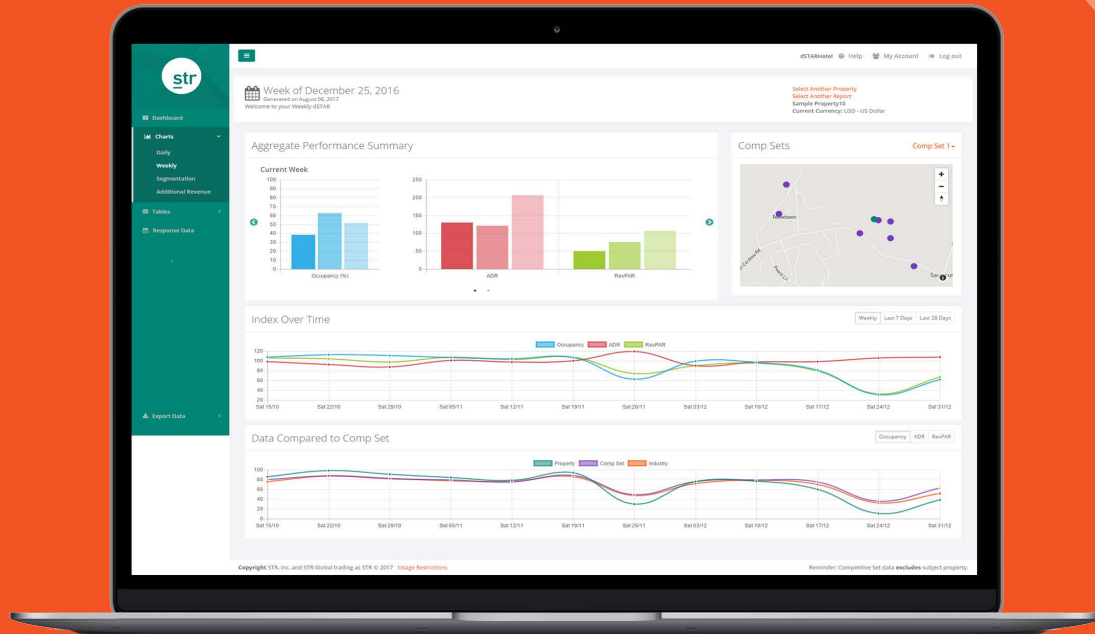 str
dSTARHotel
Help
My Account
Log out
Week of December 25, 2016
Generated on August 08, 2017
Welcome to your Weekly dSTAR
Select Another Property
Select Another Report
Sample Property10
Current Currency: USD - US Dollar
Dashboard
Charts
Daily
Weekly
Segmentation
Additional Revenue
Tables
Response Data
Export Data
Aggregate Performance Summary
Current Week
100
90
80
70
60
50
40
30
20
10
0
Occupancy (%)
250
200
150
100
50
0
ADR
RevPAR
Comp Sets
Comp Set 1
+
−
Index Over Time
Weekly
Last 7 Days
Last 28 Days
Occupancy
ADR
RevPAR
120
100
80
60
40
20
Sat 15/10
Sat 22/10
Sat 29/10
Sat 05/11
Sat 12/11
Sat 19/11
Sat 26/11
Sat 03/12
Sat 10/12
Sat 17/12
Sat 24/12
Sat 31/12
Data Compared to Comp Set
Occupancy
ADR
RevPAR
Property
Comp Set
Industry
100
80
60
40
20
0
Sat 15/10
Sat 22/10
Sat 29/10
Sat 05/11
Sat 12/11
Sat 19/11
Sat 26/11
Sat 03/12
Sat 10/12
Sat 17/12
Sat 24/12
Sat 31/12
Copyright STR, Inc. and STR Global trading as STR © 2017 Usage Restrictions
Reminder: Competitive Set data excludes subject property.